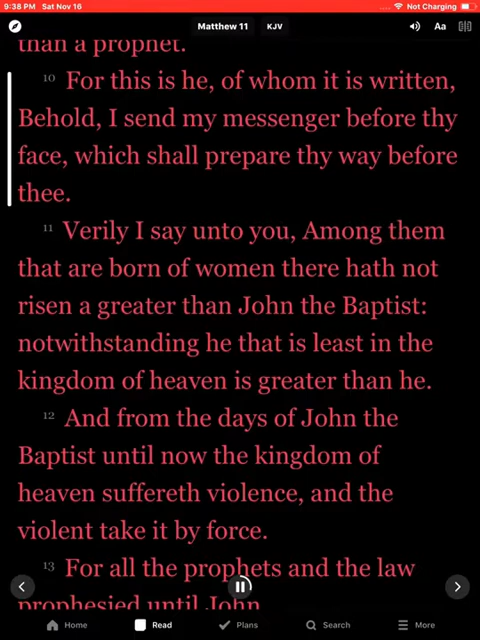 9:38 PM Sat Nov 16
Not Charging
Matthew 11 KJV
Aa
than a prophet.
10 For this is he, of whom it is written,
Behold, I send my messenger before thy
face, which shall prepare thy way before
thee.
11 Verily I say unto you, Among them
that are born of women there hath not
risen a greater than John the Baptist:
notwithstanding he that is least in the
kingdom of heaven is greater than he.
12 And from the days of John the
Baptist until now the kingdom of
heaven suffereth violence, and the
violent take it by force.
13 For all the prophets and the law
prophesied until John.
Home Read Plans Search More